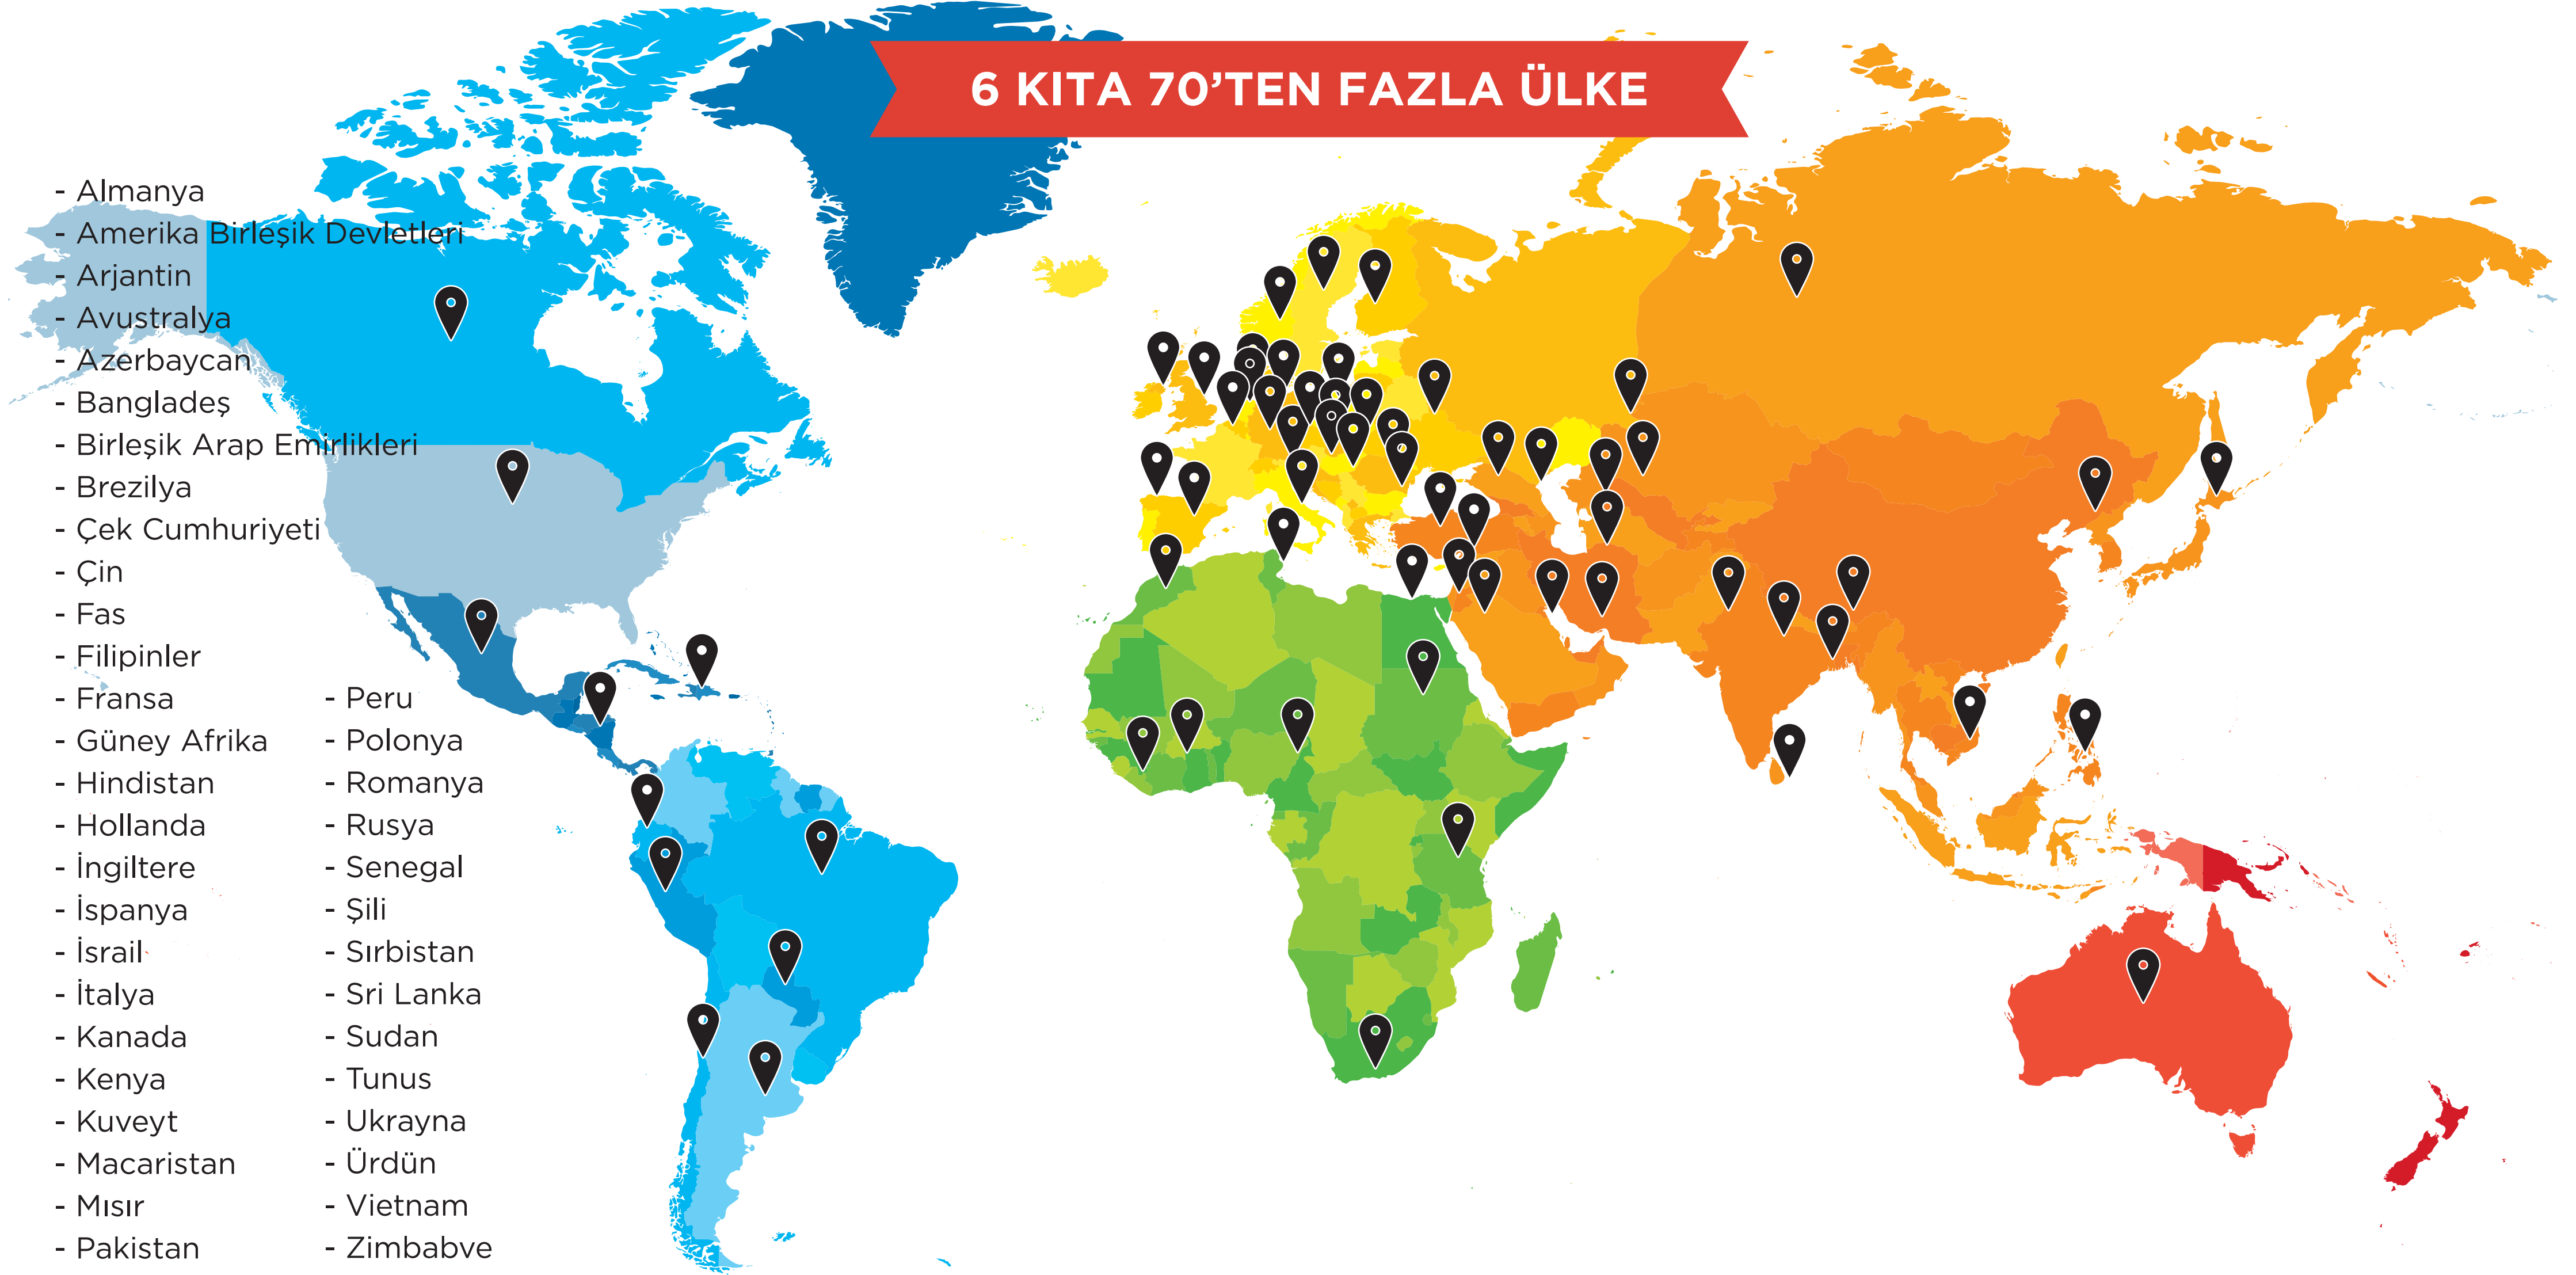 6 KITA 70’TEN FAZLA ÜLKE
- Almanya
- Amerika Birleşik Devletleri
- Arjantin
- Avustralya
- Azerbaycan
- Bangladeş
- Birleşik Arap Emirlikleri
- Brezilya
- Çek Cumhuriyeti
- Çin
- Fas
- Filipinler
- Fransa
- Güney Afrika
- Hindistan
- Hollanda
- İngiltere
- İspanya
- İsrail
- İtalya
- Kanada
- Kenya
- Kuveyt
- Macaristan
- Mısır
- Pakistan
- Peru
- Polonya
- Romanya
- Rusya
- Senegal
- Şili
- Sırbistan
- Sri Lanka
- Sudan
- Tunus
- Ukrayna
- Ürdün
- Vietnam
- Zimbabve